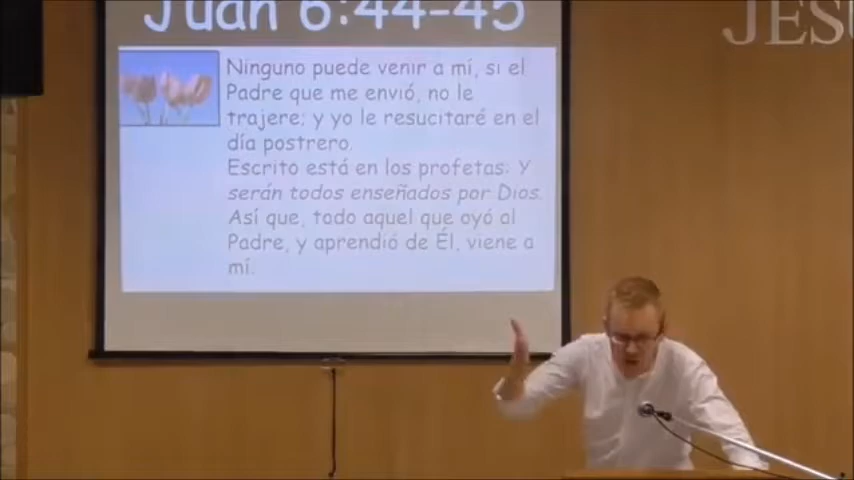 Juan 6:44-45
JESU
Ninguno puede venir a mí, si el
Padre que me envió, no le
trajere; y yo le resucitaré en el
día postrero.
Escrito está en los profetas: Y
serán todos enseñados por Dios.
Así que, todo aquel que oyó al
Padre, y aprendió de Él, viene a
mí.